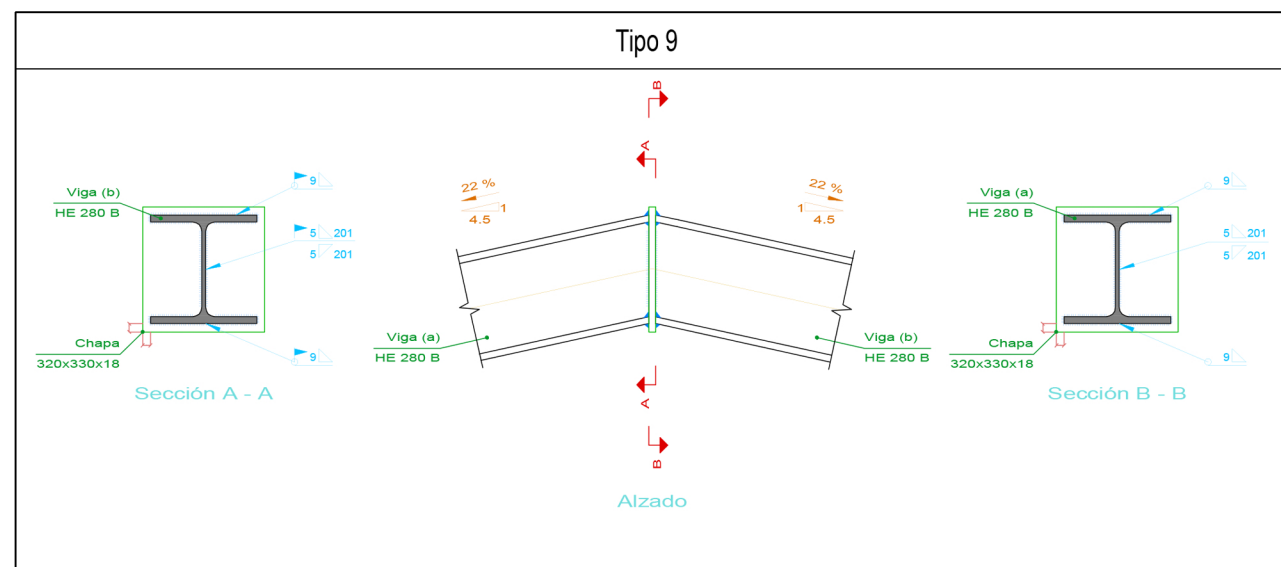 Tipo 9
Viga (b)
HE 280 B
9
5 201
5 201
9
Chapa
320x330x18
Sección A - A
B
A
22 %
1
4.5
22 %
1
4.5
Viga (a)
HE 280 B
Viga (b)
HE 280 B
A
B
Alzado
Viga (a)
HE 280 B
9
5 201
5 201
9
Chapa
320x330x18
Sección B - B